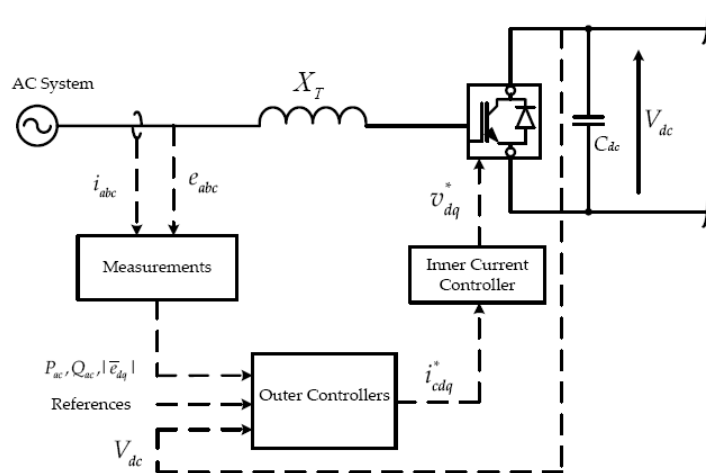 AC System
X_T
i_abc
e_abc
v*_dq
C_dc
V_dc
Measurements
Inner Current
Controller
P_ac, Q_ac, |e̅_dq|
References
V_dc
Outer Controllers
i*_cdq